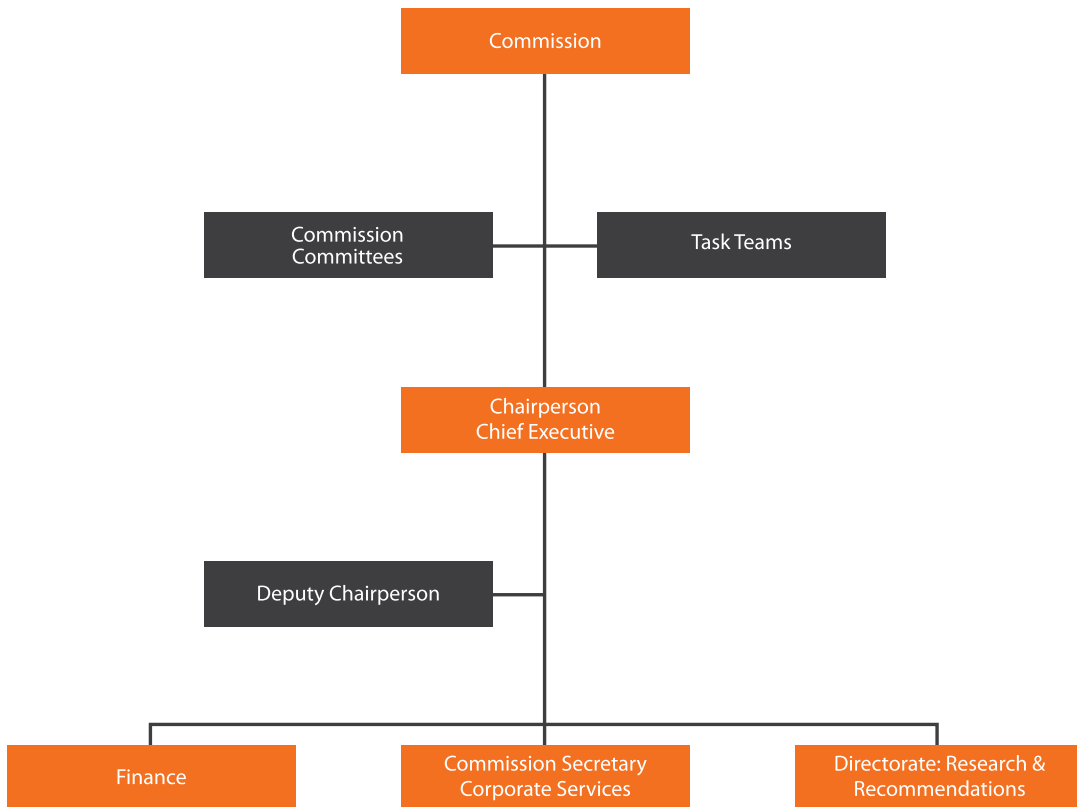 Commission
Commission
Committees
Task Teams
Chairperson
Chief Executive
Deputy Chairperson
Finance
Commission Secretary
Corporate Services
Directorate: Research &
Recommendations